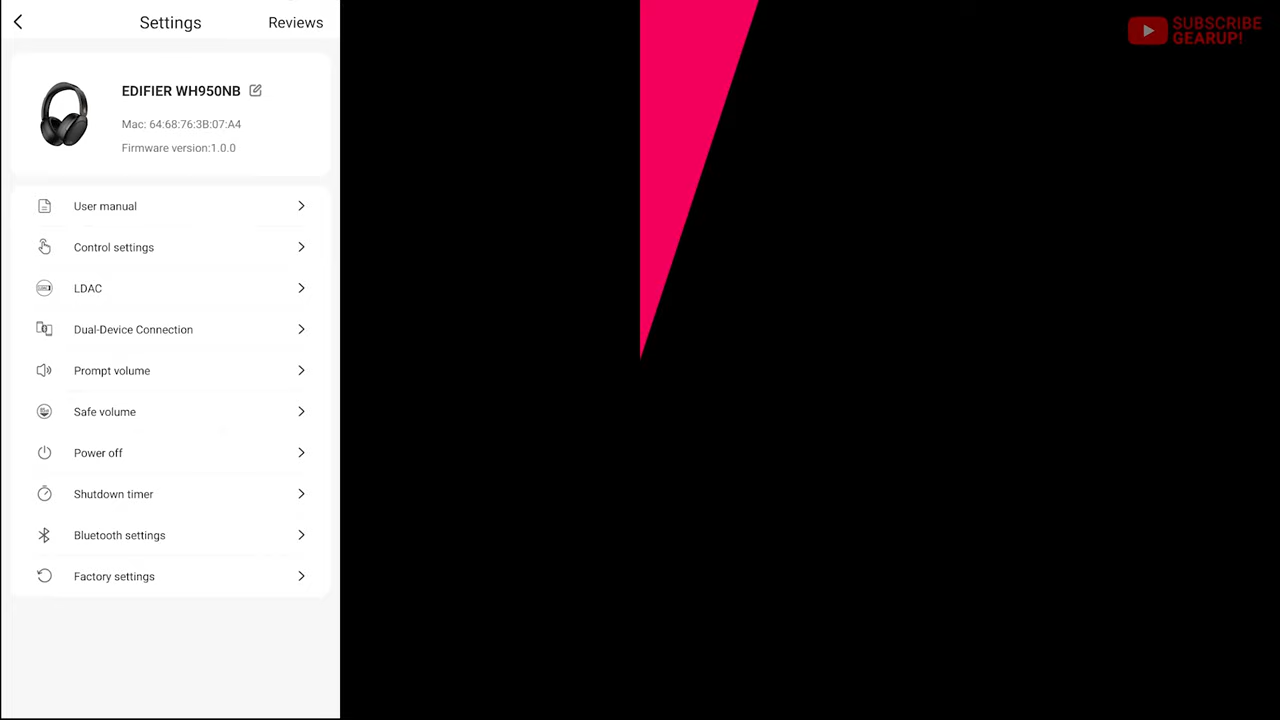 Settings
Reviews
EDIFIER WH950NB
Mac: 64:68:76:3B:07:A4
Firmware version:1.0.0
User manual
Control settings
LDAC
Dual-Device Connection
Prompt volume
Safe volume
Power off
Shutdown timer
Bluetooth settings
Factory settings
SUBSCRIBE
GEARUP!